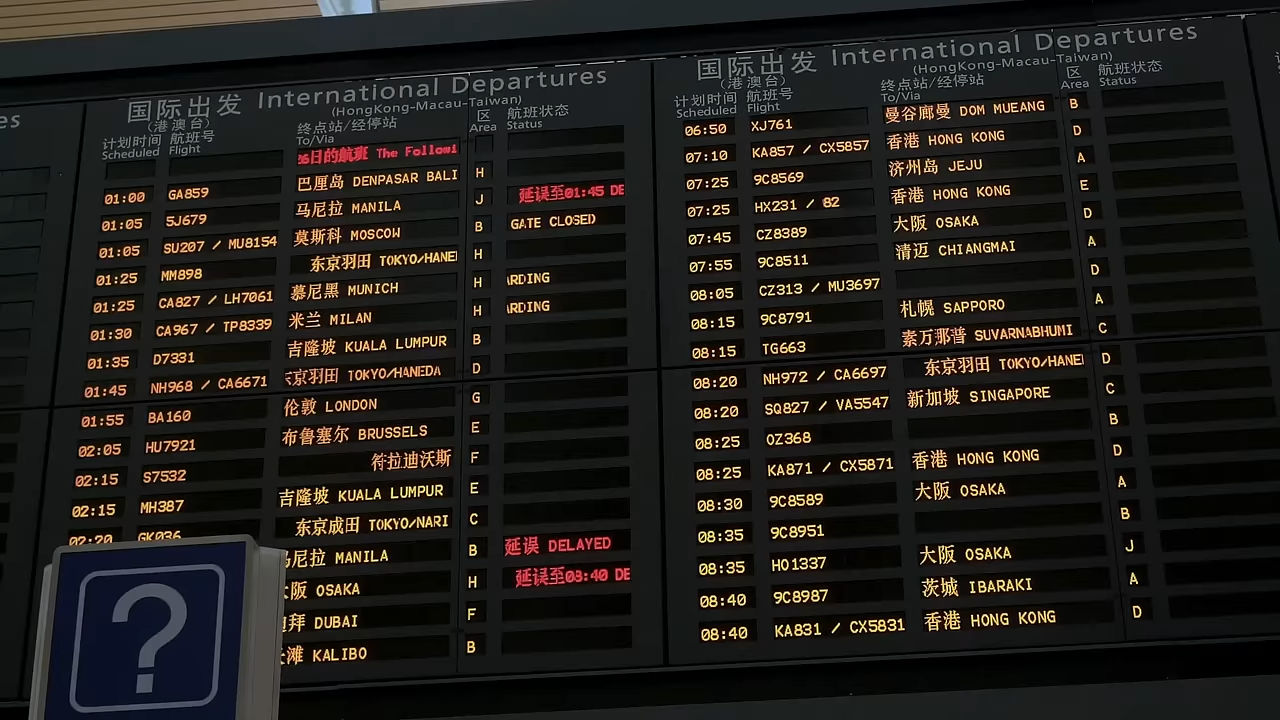 es
国际出发 International Departures
(港澳台) (HongKong-Macau-Taiwan)
计划时间 航班号 终点站/经停站 区 航班状态
Scheduled Flight To/Via Area Status
26日的航班 The Followi
01:00 GA859 巴厘岛 DENPASAR BALI H
01:05 5J679 马尼拉 MANILA J 延误至01:45 DE
01:05 SU207 / MU8154 莫斯科 MOSCOW B GATE CLOSED
01:25 MM898 东京羽田 TOKYO/HANE H
01:25 CA827 / LH7061 慕尼黑 MUNICH H ARDING
01:30 CA967 / TP8339 米兰 MILAN H ARDING
01:35 D7331 吉隆坡 KUALA LUMPUR B
01:45 NH968 / CA6671 东京羽田 TOKYO/HANEDA D
01:55 BA160 伦敦 LONDON G
02:05 HU7921 布鲁塞尔 BRUSSELS E
02:15 S7532 符拉迪沃斯 F
02:15 MH387 吉隆坡 KUALA LUMPUR E
02:20 GK036 东京成田 TOKYO/NARI C
马尼拉 MANILA B 延误 DELAYED
大阪 OSAKA H 延误至03:40 DE
迪拜 DUBAI F
滩 KALIBO B
?
国际出发 International Departures
(港澳台) (HongKong-Macau-Taiwan)
计划时间 航班号 终点站/经停站 区 航班状态
Scheduled Flight To/Via Area Status
06:50 XJ761 曼谷廊曼 DOM MUEANG B
07:10 KA857 / CX5857 香港 HONG KONG D
07:25 9C8569 济州岛 JEJU A
07:25 HX231 / 82 香港 HONG KONG E
07:45 CZ8389 大阪 OSAKA D
07:55 9C8511 清迈 CHIANGMAI A
08:05 CZ313 / MU3697 D
08:15 9C8791 札幌 SAPPORO A
08:15 TG663 素万那普 SUVARNABHUMI C
08:20 NH972 / CA6697 东京羽田 TOKYO/HANE D
08:20 SQ827 / VA5547 新加坡 SINGAPORE C
08:25 OZ368 B
08:25 KA871 / CX5871 香港 HONG KONG D
08:30 9C8589 大阪 OSAKA A
08:35 9C8951 B
08:35 HO1337 大阪 OSAKA J
08:40 9C8987 茨城 IBARAKI A
08:40 KA831 / CX5831 香港 HONG KONG D